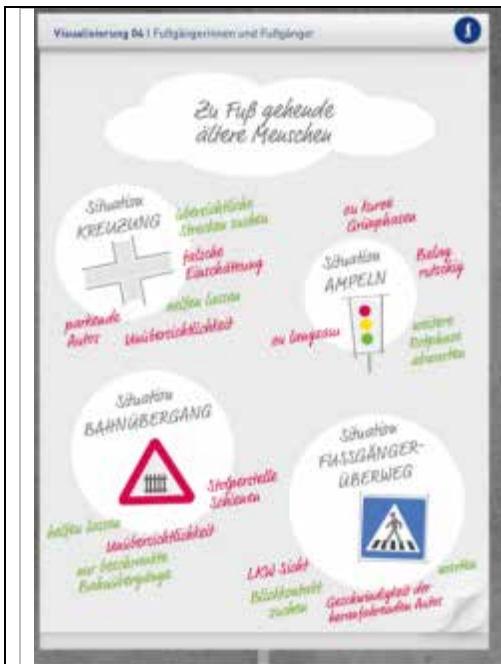 Visualisierung 04 | Fußgängerinnen und Fußgänger
Zu Fuß gehende
ältere Menschen
Situation
KREUZUNG
übersichtliche
Strecken suchen
falsche
Einschätzung
helfen lassen
parkende
Autos
Unübersichtlichkeit
zu kurze
Grünphasen
Situation
AMPELN
Belag
rutschig
zu langsam
weitere
Rotphase
abwarten
Situation
BAHNÜBERGANG
Stolperstelle
Schienen
helfen lassen
Unübersichtlichkeit
nur beschrankte
Bahnübergänge
Situation
FUSSGÄNGER-
ÜBERWEG
LKW-Sicht
Blickkontakt
suchen
warten
Geschwindigkeit der
heranfahrenden Autos